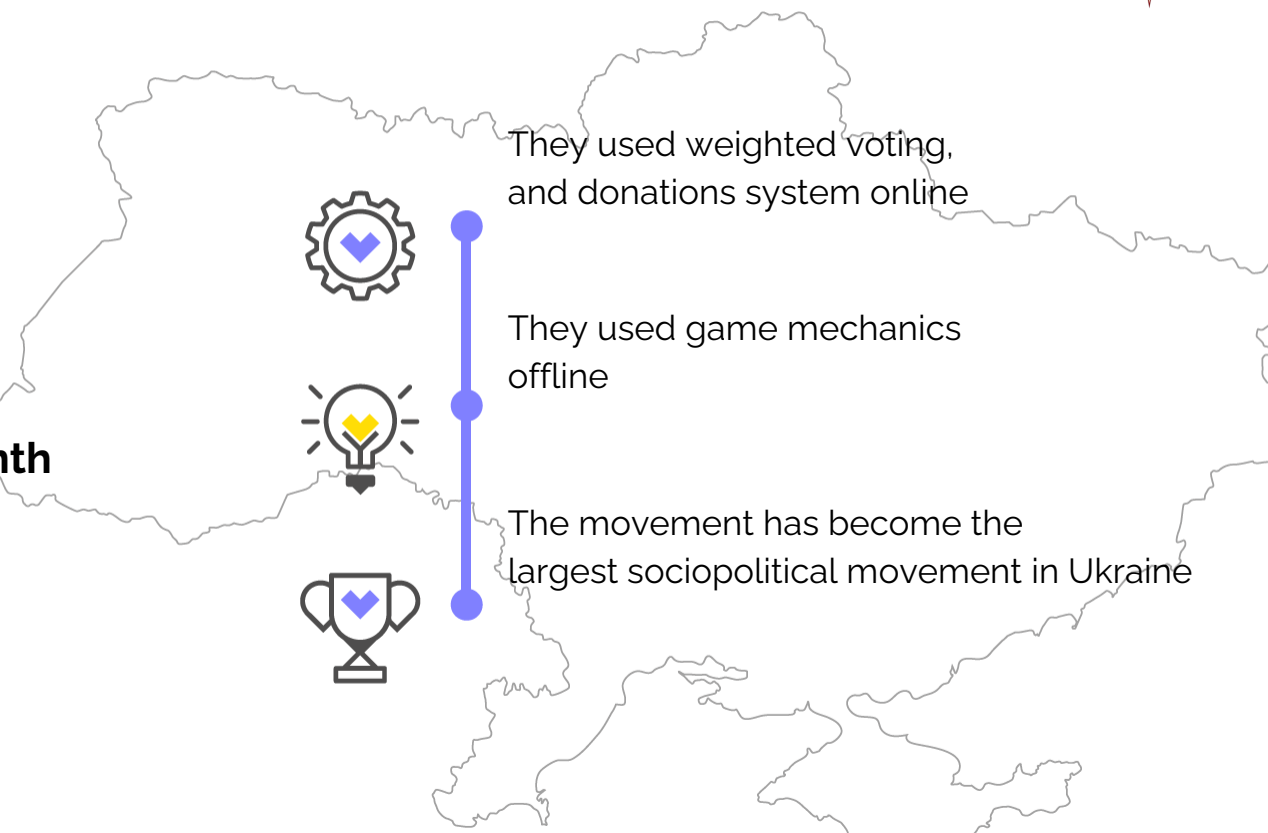 They used weighted voting,
and donations system online
They used game mechanics
offline
nth
The movement has become the
largest sociopolitical movement in Ukraine